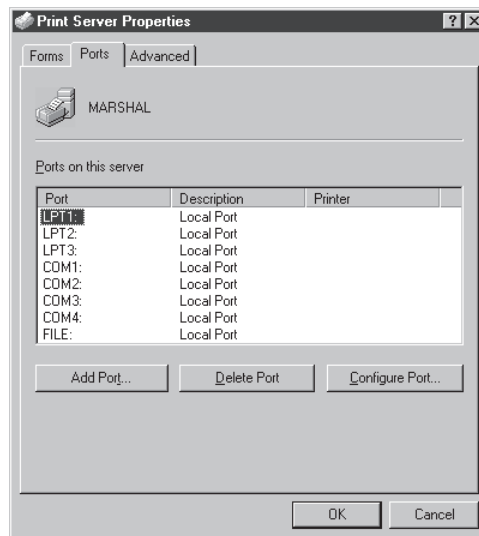 Print Server Properties
Forms Ports Advanced
MARSHAL
Ports on this server
Port Description Printer
LPT1: Local Port
LPT2: Local Port
LPT3: Local Port
COM1: Local Port
COM2: Local Port
COM3: Local Port
COM4: Local Port
FILE: Local Port
Add Port... Delete Port Configure Port...
OK Cancel